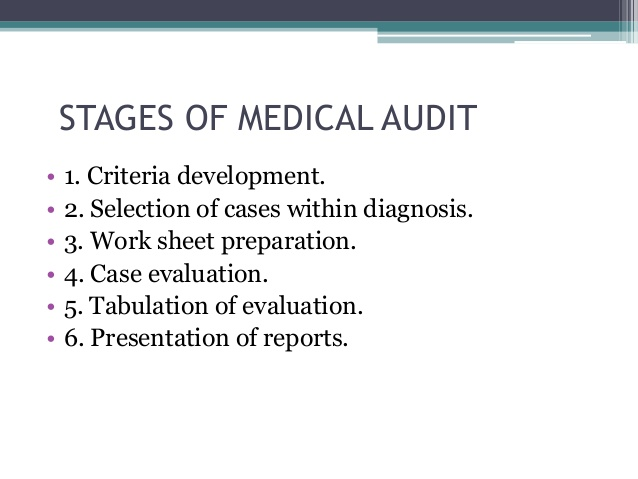 STAGES OF MEDICAL AUDIT
• 1. Criteria development.
• 2. Selection of cases within diagnosis.
• 3. Work sheet preparation.
• 4. Case evaluation.
• 5. Tabulation of evaluation.
• 6. Presentation of reports.